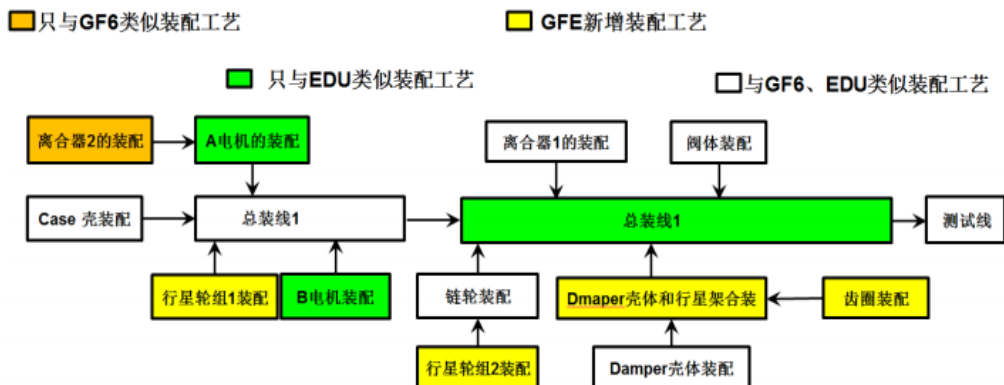 只与GF6类似装配工艺
GFE新增装配工艺
只与EDU类似装配工艺
与GF6、EDU类似装配工艺
离合器2的装配
A电机的装配
离合器1的装配
阀体装配
Case 壳装配
总装线1
总装线1
测试线
行星轮组1装配
B电机装配
链轮装配
Dmaper壳体和行星架合装
齿圈装配
行星轮组2装配
Damper壳体装配